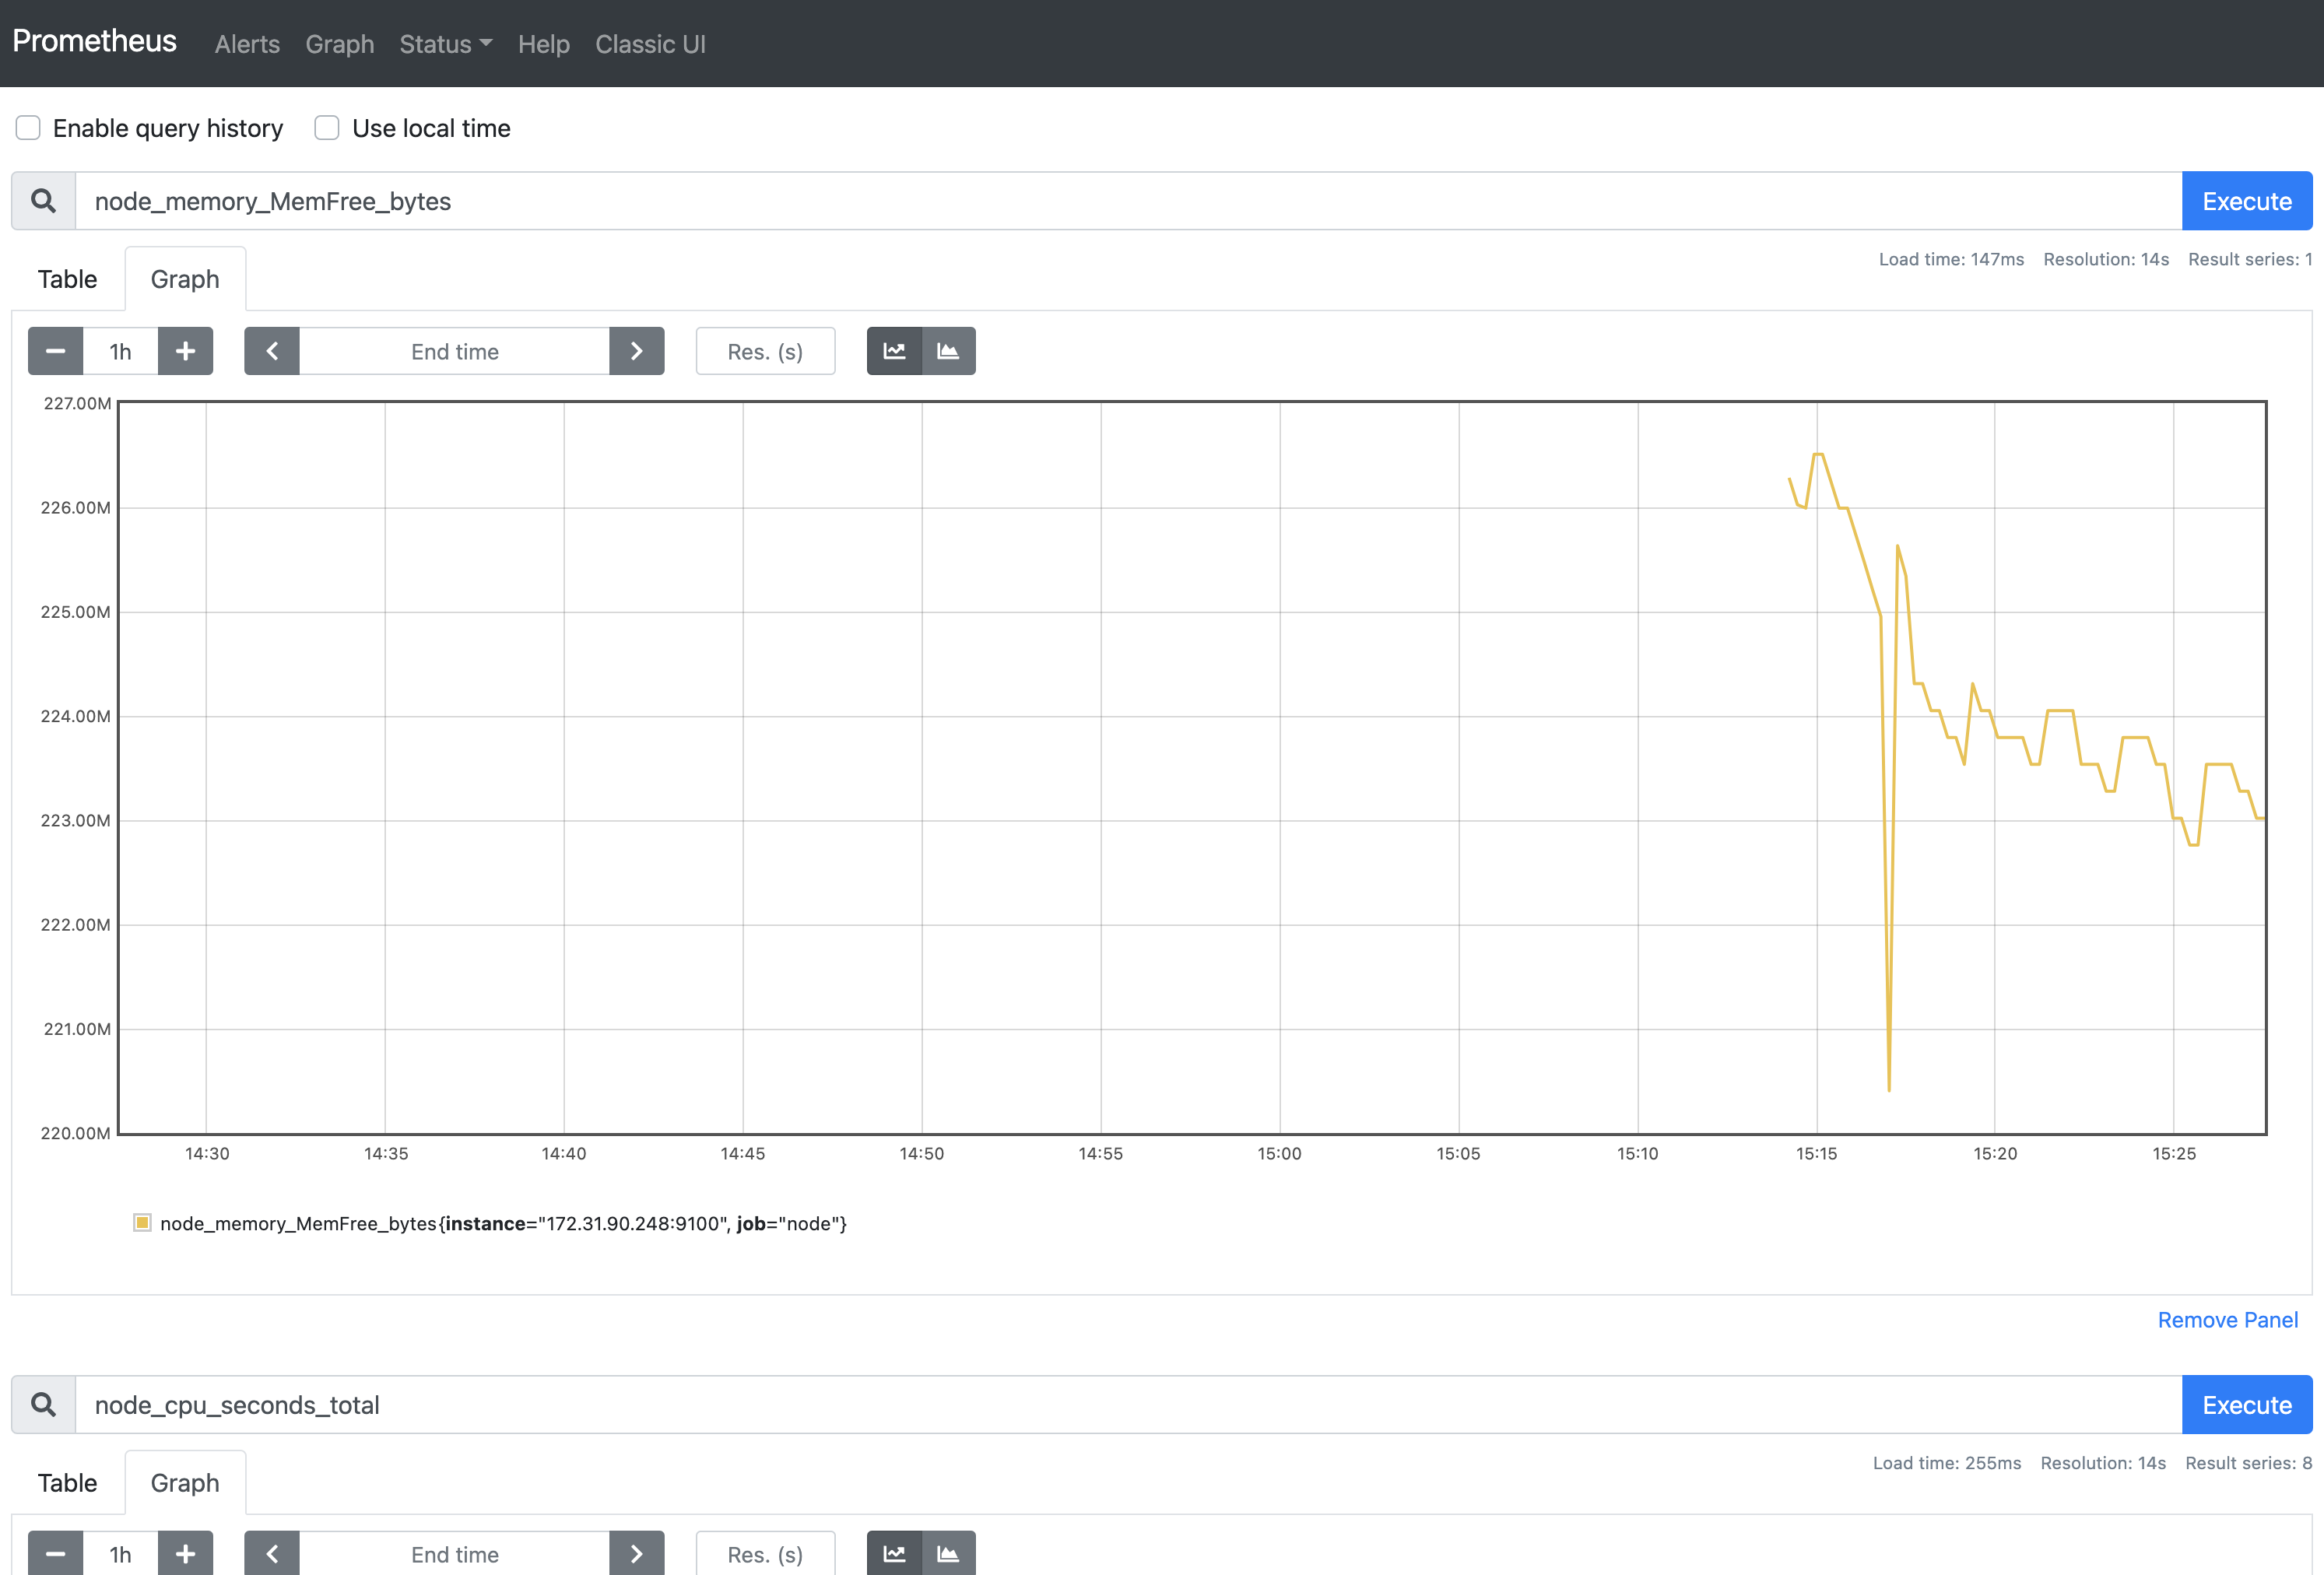 Prometheus Alerts Graph Status Help Classic UI
Enable query history Use local time
node_memory_MemFree_bytes Execute
Load time: 147ms Resolution: 14s Result series: 1
Table Graph
1h End time Res. (s)
227.00M
226.00M
225.00M
224.00M
223.00M
222.00M
221.00M
220.00M
14:30 14:35 14:40 14:45 14:50 14:55 15:00 15:05 15:10 15:15 15:20 15:25
node_memory_MemFree_bytes{instance="172.31.90.248:9100", job="node"}
Remove Panel
node_cpu_seconds_total Execute
Load time: 255ms Resolution: 14s Result series: 8
Table Graph
1h End time Res. (s)